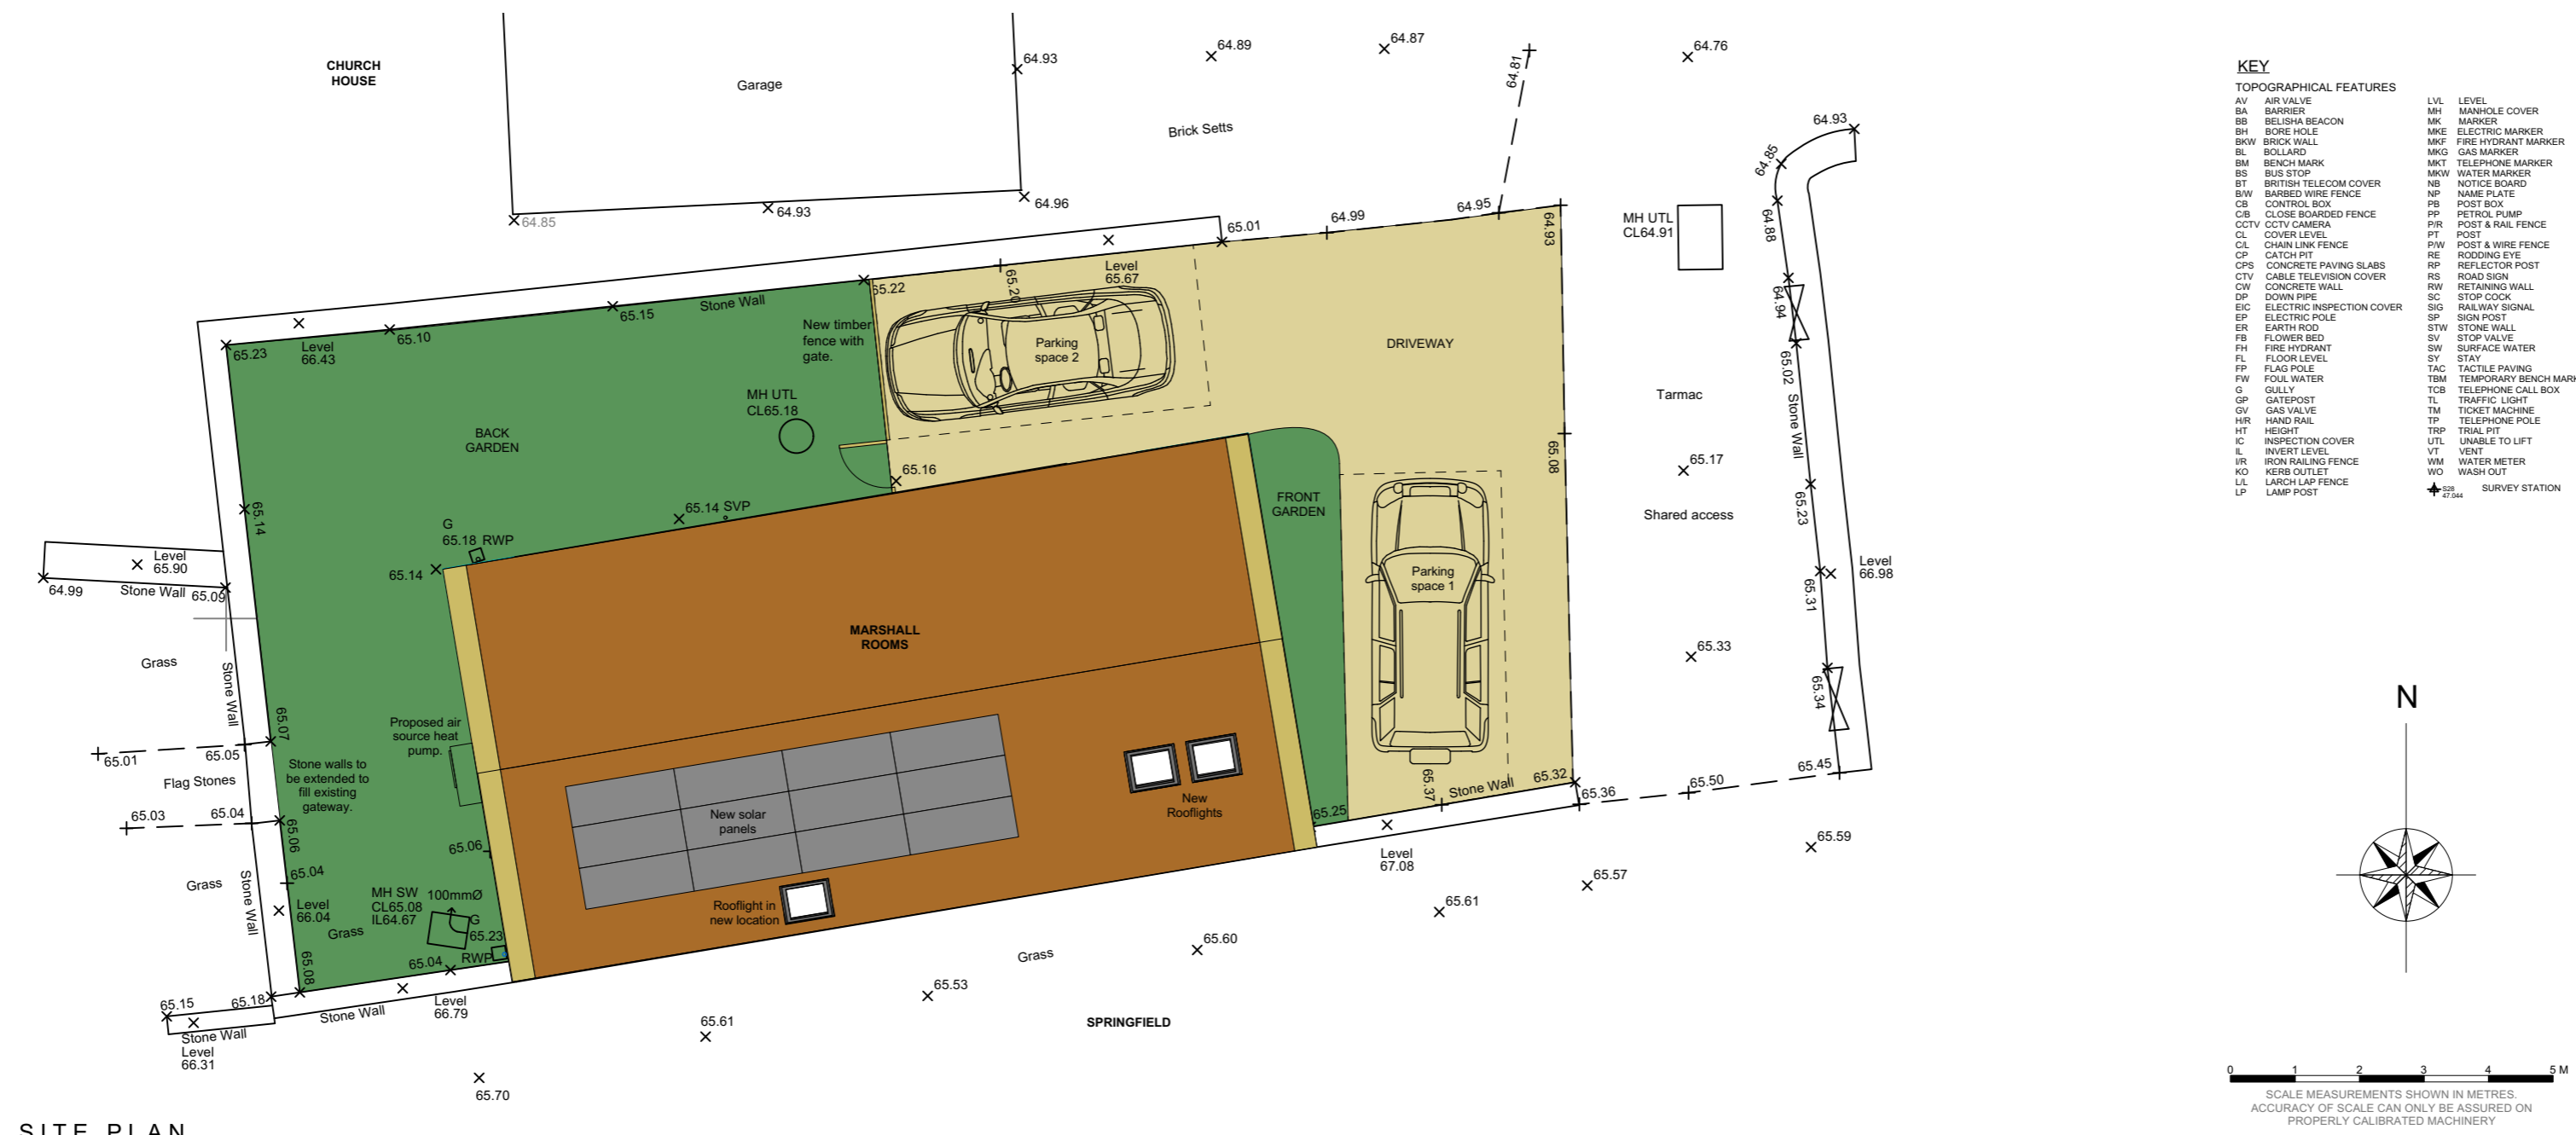 CHURCH
HOUSE
Garage
64.93
64.89
64.87
64.81
64.76
Brick Setts
64.93
64.85
64.85
64.93
64.96
65.01
64.99
64.95
64.93
MH UTL
CL64.91
64.88
65.22
65.20
Level
65.67
Stone Wall
65.15
65.10
65.23
Level
66.43
New timber
fence with
gate.
Parking
space 2
DRIVEWAY
64.94
65.02
Stone Wall
Tarmac
MH UTL
CL65.18
BACK
GARDEN
65.08
65.16
65.17
FRONT
GARDEN
65.14 SVP
65.14
G
65.18 RWP
65.14
Shared access
65.23
Level
65.90
64.99
Stone Wall
65.09
Level
66.98
65.31
Parking
space 1
MARSHALL
ROOMS
65.33
Grass
Stone Wall
65.07
65.34
Proposed air
source heat
pump.
65.01
65.05
Flag Stones
Stone walls to
be extended to
fill existing
gateway.
65.03
65.04
65.06
New solar
panels
New
Rooflights
65.37
Stone Wall
65.32
65.36
65.50
65.45
65.25
65.06
Level
67.08
65.59
65.04
Grass
Stone Wall
Level
66.04
Grass
MH SW
CL65.08
IL64.67
100mmØ
G
65.23
RWP
65.04
65.08
Rooflight in
new location
65.57
65.61
65.60
Grass
65.53
65.15
65.18
Stone Wall
Level
66.79
Stone Wall
Level
66.31
65.61
SPRINGFIELD
65.70
SITE PLAN
KEY
TOPOGRAPHICAL FEATURES
AV AIR VALVE
BA BARRIER
BB BELISHA BEACON
BH BORE HOLE
BKW BRICK WALL
BL BOLLARD
BM BENCH MARK
BS BUS STOP
BT BRITISH TELECOM COVER
B/W BARBED WIRE FENCE
CB CONTROL BOX
C/B CLOSE BOARDED FENCE
CCTV CCTV CAMERA
CL COVER LEVEL
C/L CHAIN LINK FENCE
CP CATCH PIT
CPS CONCRETE PAVING SLABS
CTV CABLE TELEVISION COVER
CW CONCRETE WALL
DP DOWN PIPE
EIC ELECTRIC INSPECTION COVER
EP ELECTRIC POLE
ER EARTH ROD
FB FLOWER BED
FH FIRE HYDRANT
FL FLOOR LEVEL
FP FLAG POLE
FW FOUL WATER
G GULLY
GP GATEPOST
GV GAS VALVE
H/R HAND RAIL
HT HEIGHT
IC INSPECTION COVER
IL INVERT LEVEL
I/R IRON RAILING FENCE
KO KERB OUTLET
L/L LARCH LAP FENCE
LP LAMP POST
LVL LEVEL
MH MANHOLE COVER
MK MARKER
MKE ELECTRIC MARKER
MKF FIRE HYDRANT MARKER
MKG GAS MARKER
MKT TELEPHONE MARKER
MKW WATER MARKER
NB NOTICE BOARD
NP NAME PLATE
PB POST BOX
PP PETROL PUMP
P/R POST & RAIL FENCE
PT POST
P/W POST & WIRE FENCE
RE RODDING EYE
RP REFLECTOR POST
RS ROAD SIGN
RW RETAINING WALL
SC STOP COCK
SIG RAILWAY SIGNAL
SP SIGN POST
STW STONE WALL
SV STOP VALVE
SW SURFACE WATER
SY STAY
TAC TACTILE PAVING
TBM TEMPORARY BENCH MARK
TCB TELEPHONE CALL BOX
TL TRAFFIC LIGHT
TM TICKET MACHINE
TP TELEPHONE POLE
TRP TRIAL PIT
UTL UNABLE TO LIFT
VT VENT
WM WATER METER
WO WASH OUT
S28
47.044
SURVEY STATION
N
0 1 2 3 4 5 M
SCALE MEASUREMENTS SHOWN IN METRES.
ACCURACY OF SCALE CAN ONLY BE ASSURED ON
PROPERLY CALIBRATED MACHINERY